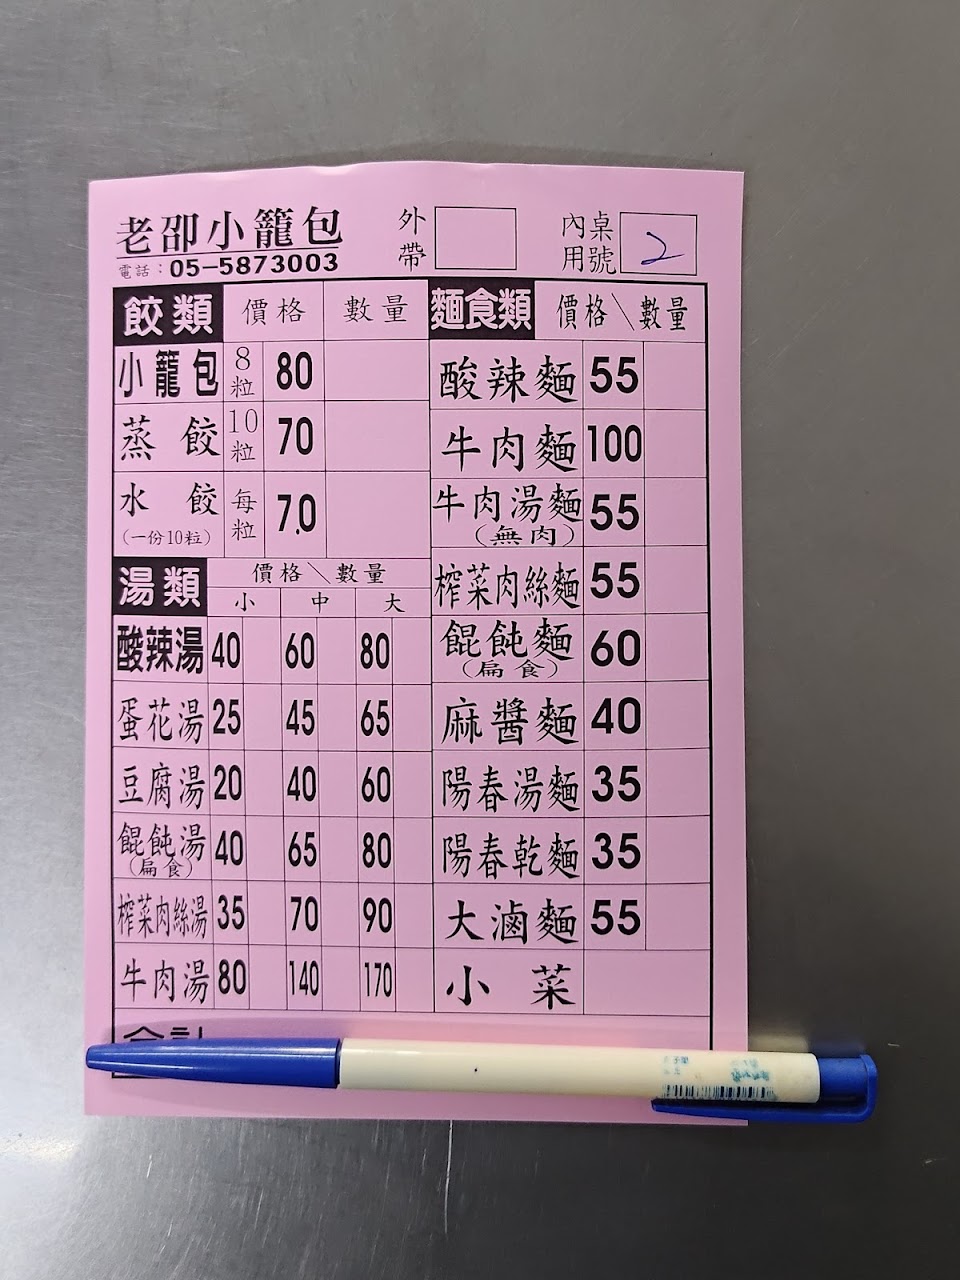 老卲小籠包
電話：05-5873003
外帶
內用 桌號 2
餃類 價格 數量
小籠包 8粒 80
蒸餃 10粒 70
水餃 (一份10粒) 每粒 7.0
湯類 價格＼數量
小 中 大
酸辣湯 40 60 80
蛋花湯 25 45 65
豆腐湯 20 40 60
餛飩湯 (扁食) 40 65 80
榨菜肉絲湯 35 70 90
牛肉湯 80 140 170
麵食類 價格＼數量
酸辣麵 55
牛肉麵 100
牛肉湯麵 (無肉) 55
榨菜肉絲麵 55
餛飩麵 (扁食) 60
麻醬麵 40
陽春湯麵 35
陽春乾麵 35
大滷麵 55
小菜
合計